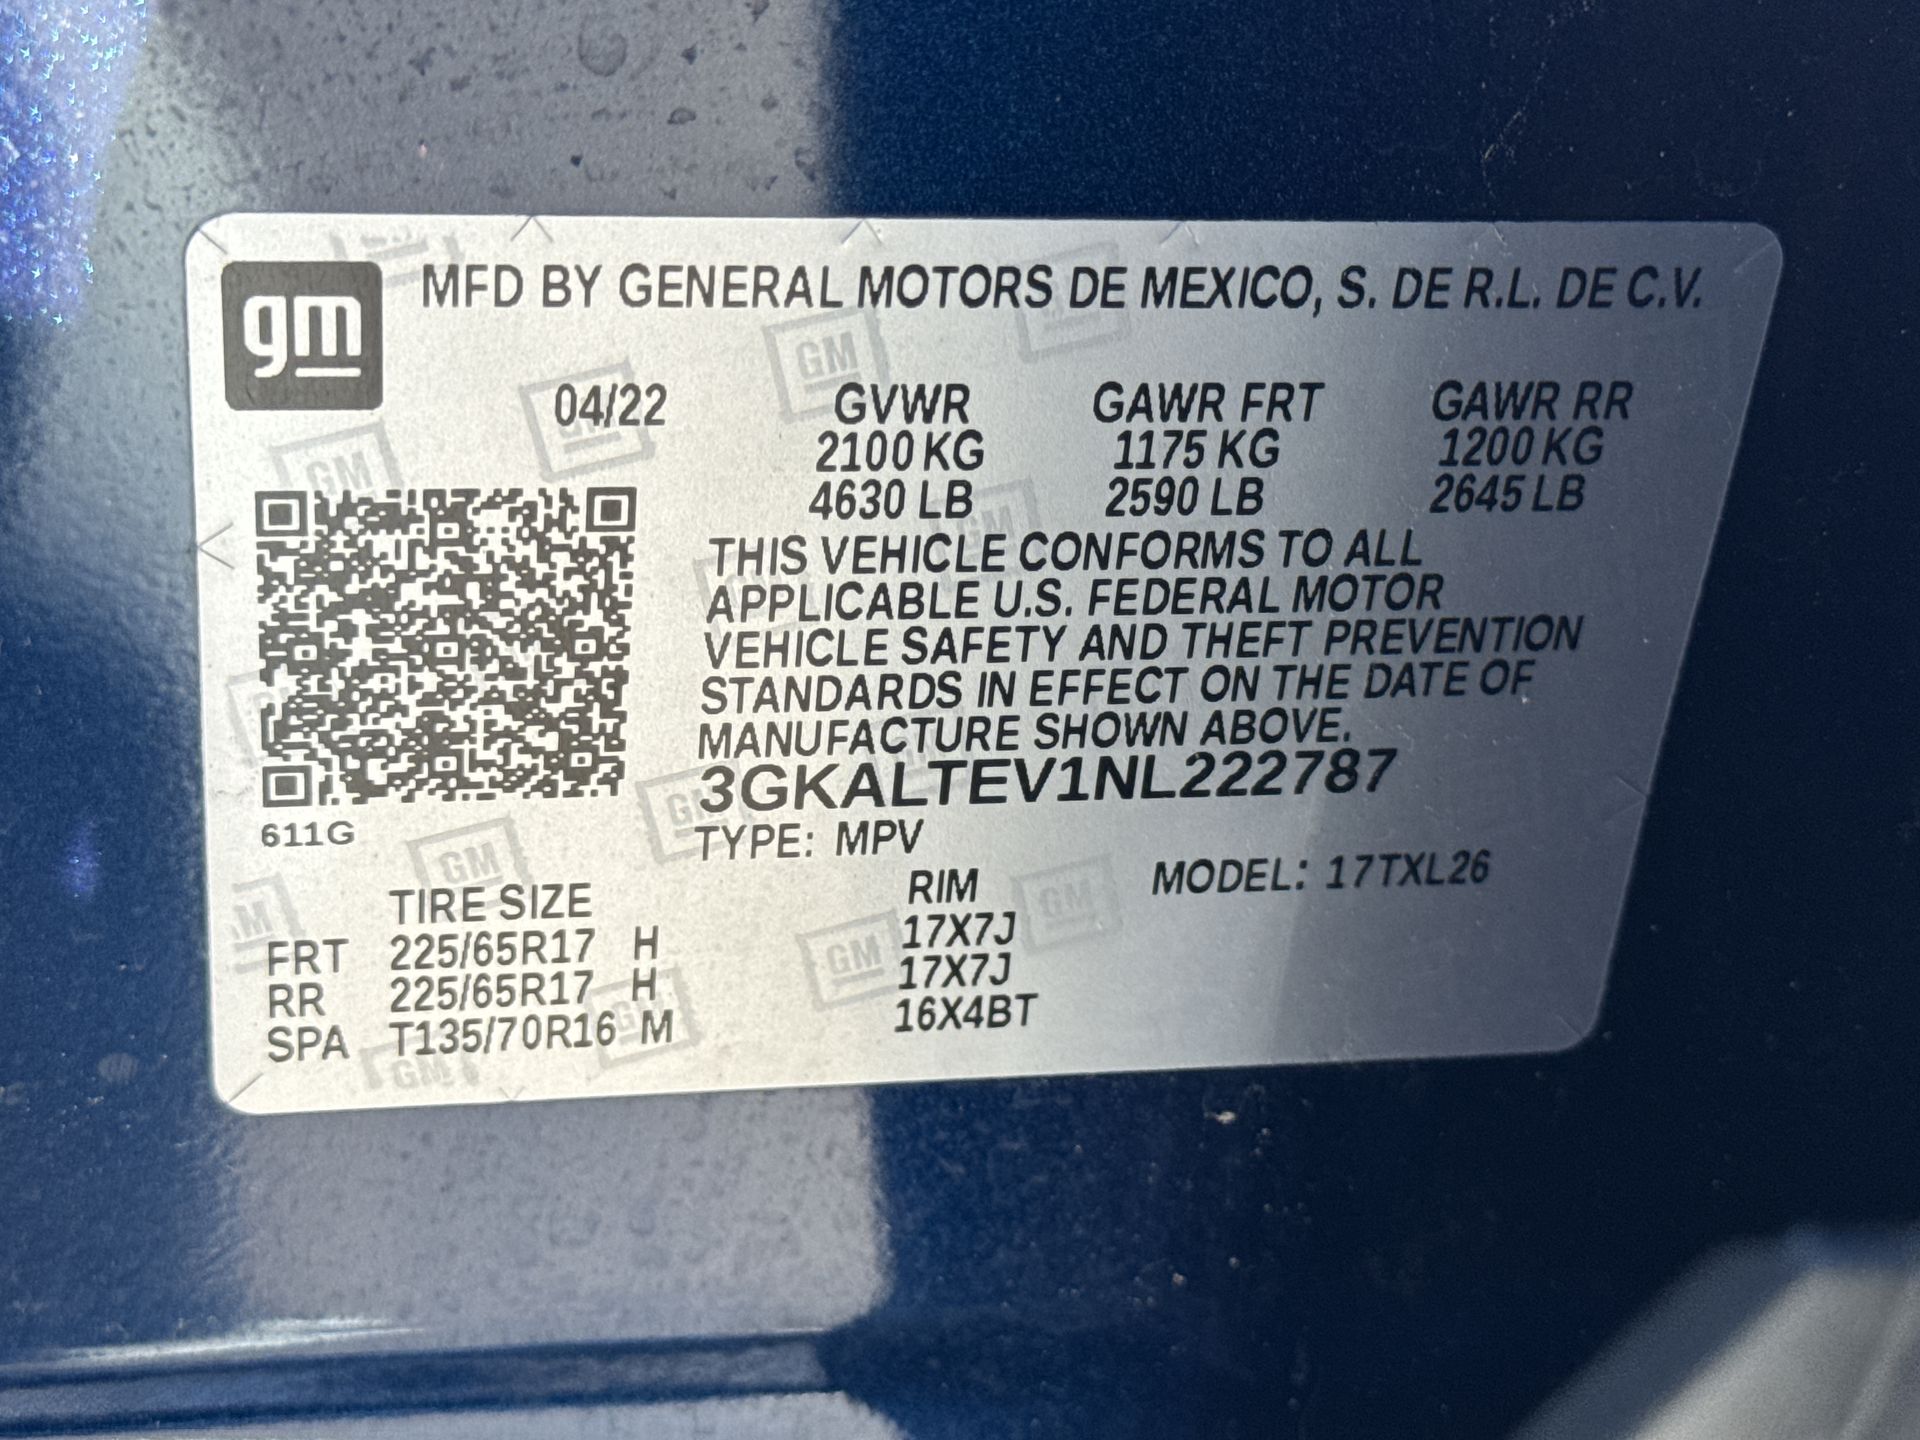 gm
MFD BY GENERAL MOTORS DE MEXICO, S. DE R.L. DE C.V.
04/22 GVWR GAWR FRT GAWR RR
2100 KG 1175 KG 1200 KG
4630 LB 2590 LB 2645 LB
THIS VEHICLE CONFORMS TO ALL
APPLICABLE U.S. FEDERAL MOTOR
VEHICLE SAFETY AND THEFT PREVENTION
STANDARDS IN EFFECT ON THE DATE OF
MANUFACTURE SHOWN ABOVE.
3GKALTEV1NL222787
611G
TYPE: MPV
MODEL: 17TXL26
TIRE SIZE RIM
FRT 225/65R17 H 17X7J
RR 225/65R17 H 17X7J
SPA T135/70R16 M 16X4BT